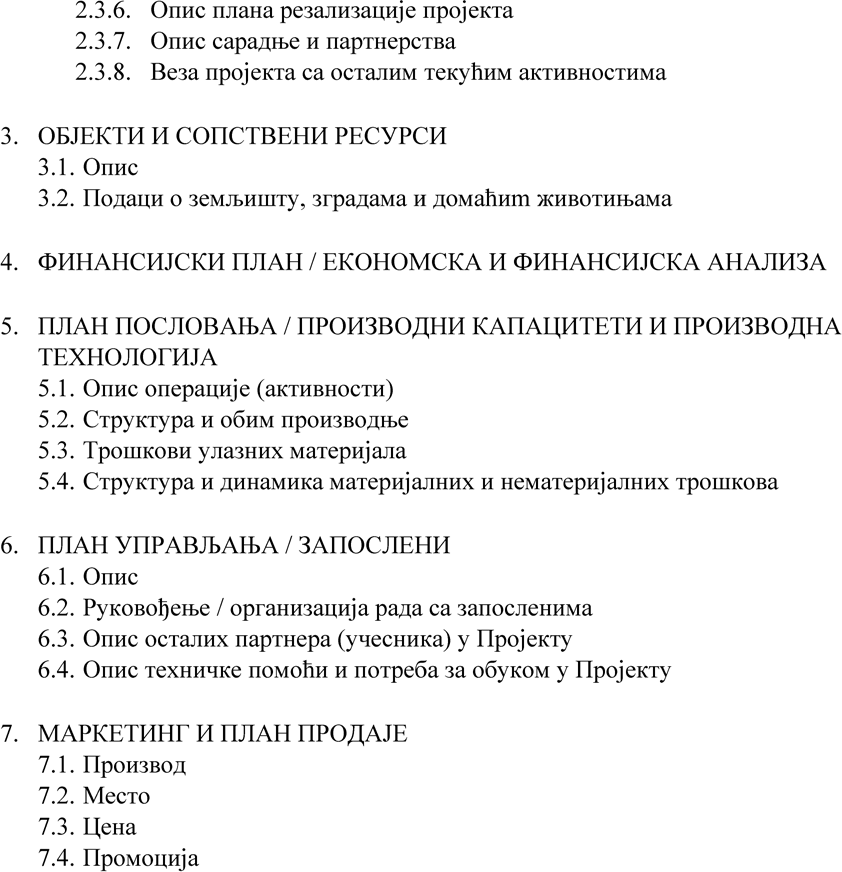 2.3.6. Опис плана резализације пројекта
2.3.7. Опис сарадње и партнерства
2.3.8. Веза пројекта са осталим текућим активностима
3. ОБЈЕКТИ И СОПСТВЕНИ РЕСУРСИ
3.1. Опис
3.2. Подаци о земљишту, зградама и домаћиm животињама
4. ФИНАНСИЈСКИ ПЛАН / ЕКОНОМСКА И ФИНАНСИЈСКА АНАЛИЗА
5. ПЛАН ПОСЛОВАЊА / ПРОИЗВОДНИ КАПАЦИТЕТИ И ПРОИЗВОДНА
ТЕХНОЛОГИЈА
5.1. Опис операције (активности)
5.2. Структура и обим производње
5.3. Трошкови улазних материјала
5.4. Структура и динамика материјалних и нематеријалних трошкова
6. ПЛАН УПРАВЉАЊА / ЗАПОСЛЕНИ
6.1. Опис
6.2. Руковођење / организација рада са запосленима
6.3. Опис осталих партнера (учесника) у Пројекту
6.4. Опис техничке помоћи и потреба за обуком у Пројекту
7. МАРКЕТИНГ И ПЛАН ПРОДАЈЕ
7.1. Производ
7.2. Место
7.3. Цена
7.4. Промоција